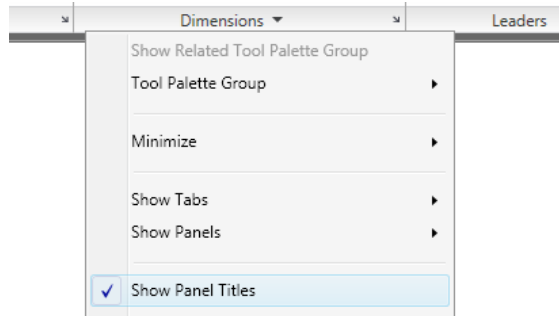 Dimensions Leaders
Show Related Tool Palette Group
Tool Palette Group
Minimize
Show Tabs
Show Panels
Show Panel Titles